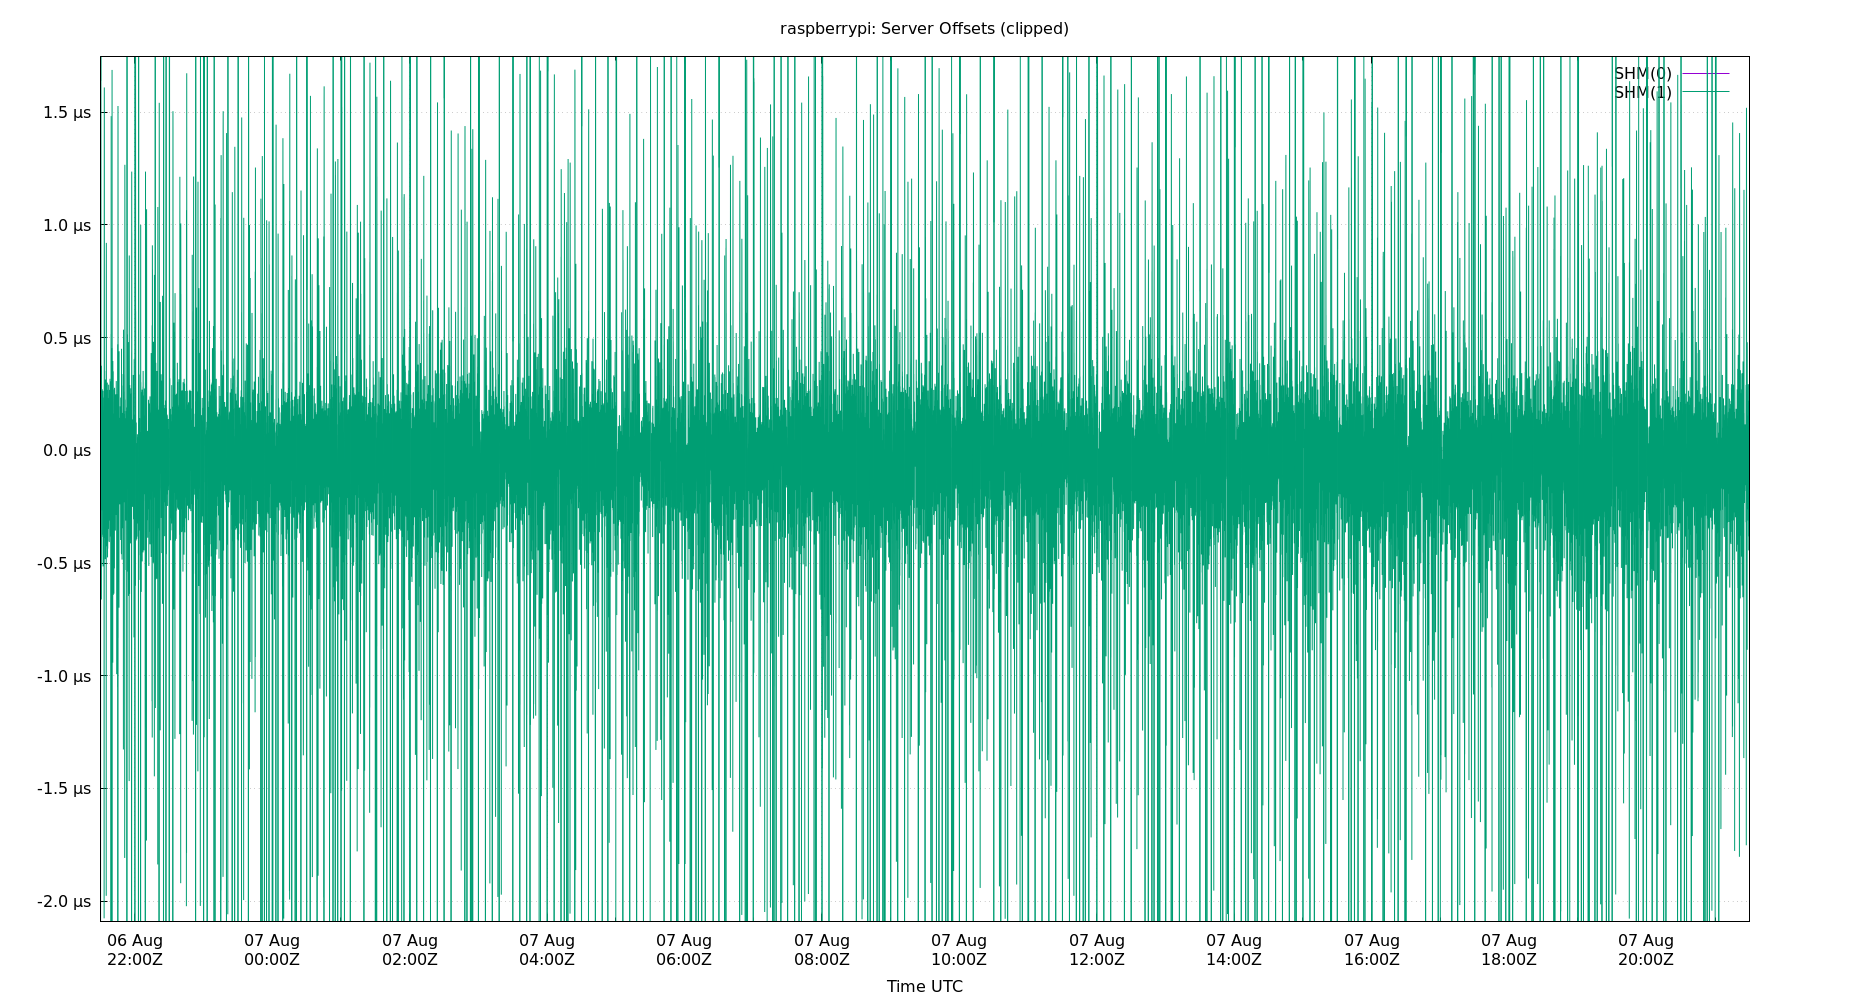 raspberrypi: Server Offsets (clipped)
SHM(0)
SHM(1)
1.5 µs
1.0 µs
0.5 µs
0.0 µs
-0.5 µs
-1.0 µs
-1.5 µs
-2.0 µs
06 Aug 07 Aug 07 Aug 07 Aug 07 Aug 07 Aug 07 Aug 07 Aug 07 Aug 07 Aug 07 Aug 07 Aug
22:00Z 00:00Z 02:00Z 04:00Z 06:00Z 08:00Z 10:00Z 12:00Z 14:00Z 16:00Z 18:00Z 20:00Z
Time UTC